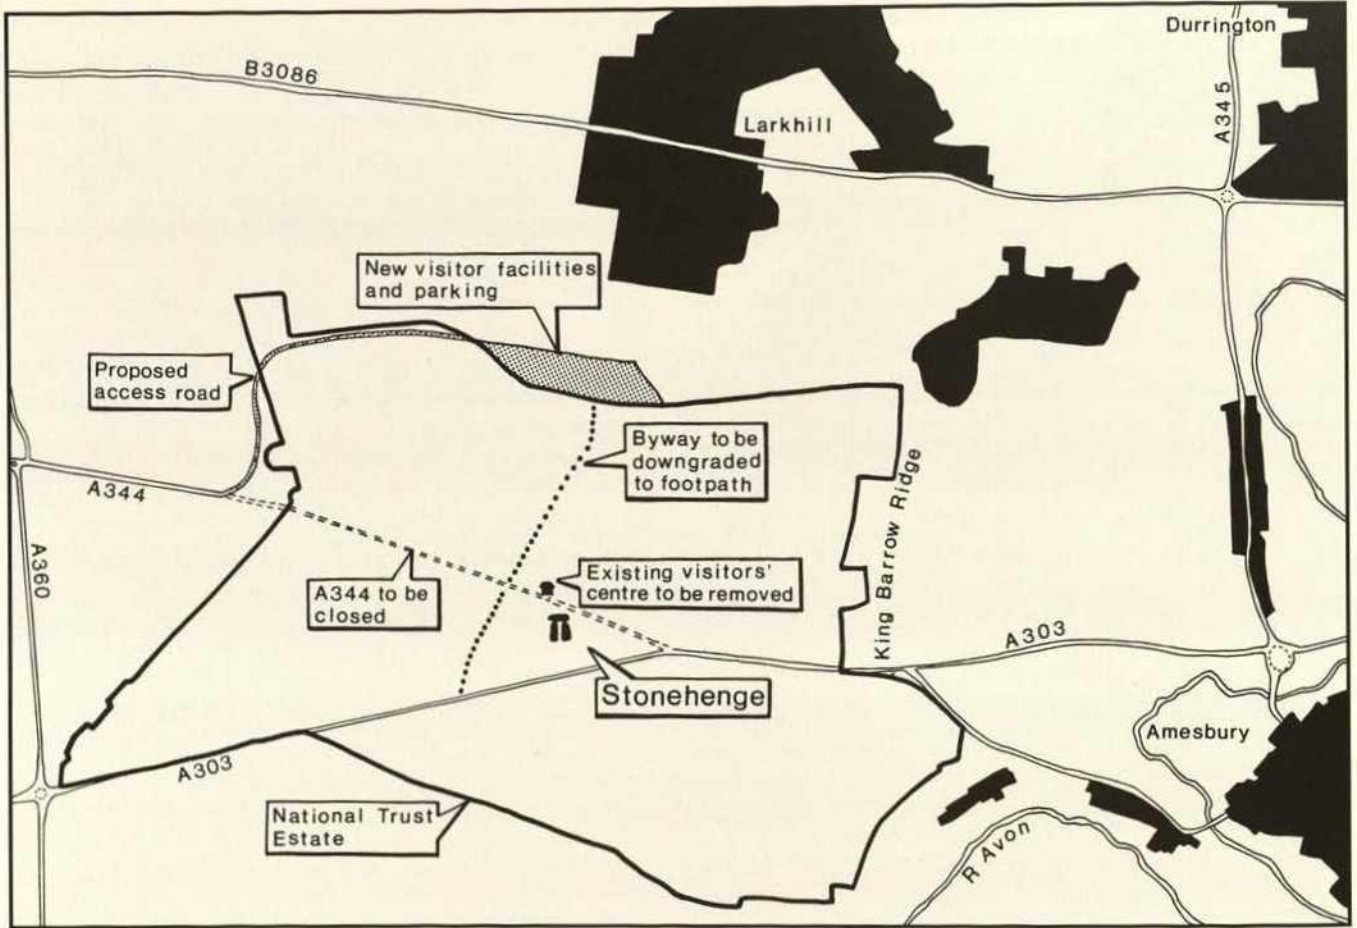 Durrington
B3086
A345
Larkhill
New visitor facilities
and parking
Proposed
access road
Byway to be
downgraded
to footpath
A344
King Barrow Ridge
A360
A344 to be
closed
Existing visitors'
centre to be removed
A303
Stonehenge
Amesbury
A303
National Trust
Estate
R Avon